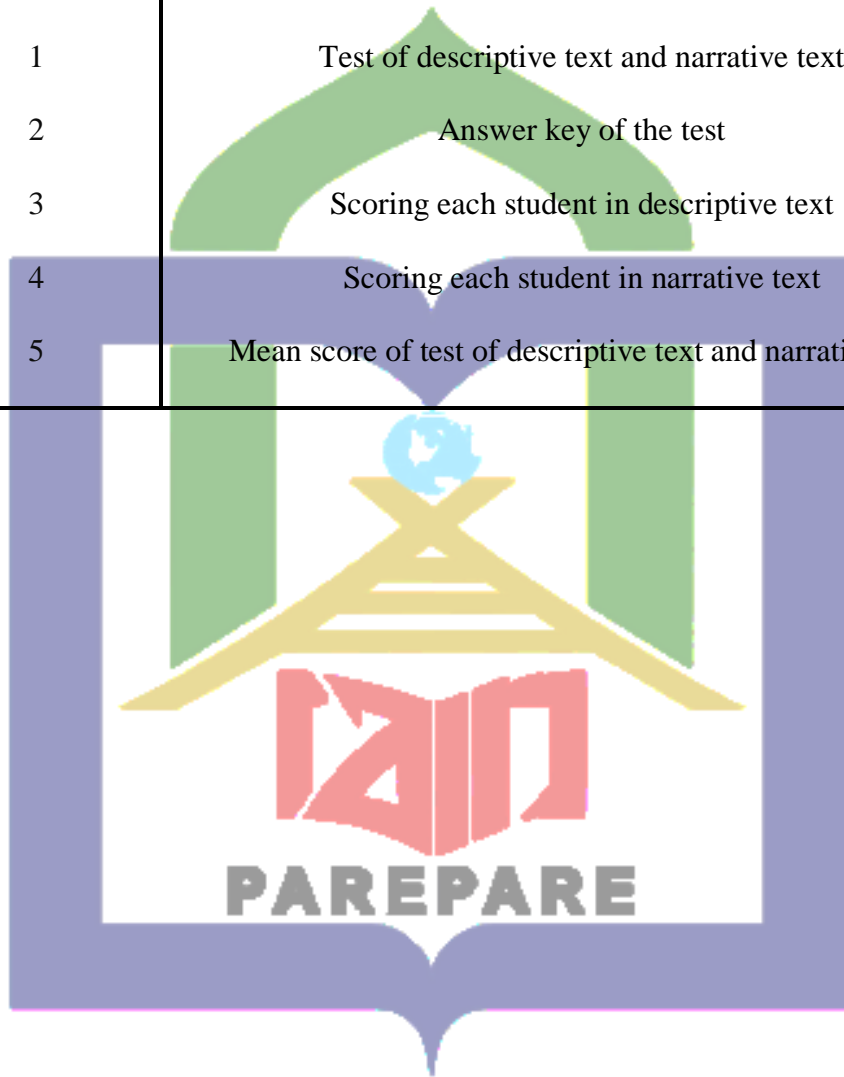 1 Test of descriptive text and narrative text
2 Answer key of the test
3 Scoring each student in descriptive text
4 Scoring each student in narrative text
5 Mean score of test of descriptive text and
iain
PAREPARE